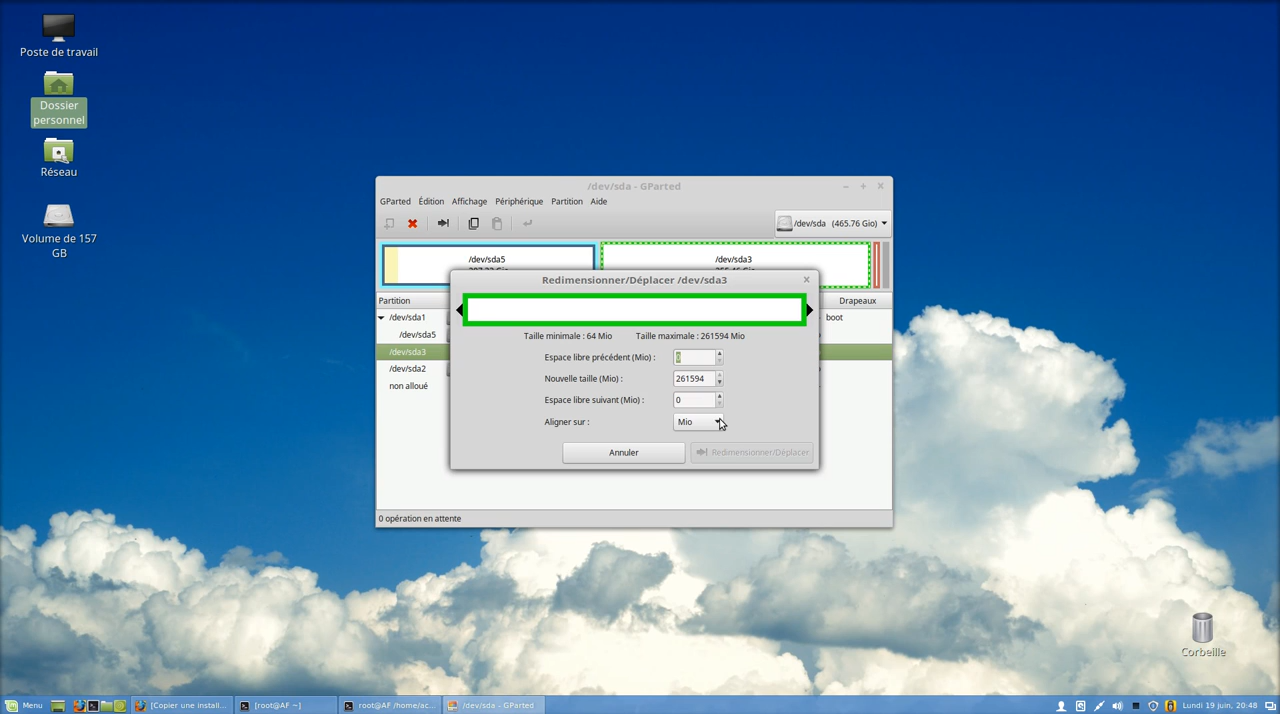 Poste de travail
Dossier
personnel
Réseau
Volume de 157
GB
/dev/sda - GParted
GParted Édition Affichage Périphérique Partition Aide
/dev/sda (465.76 Gio)
/dev/sda5
/dev/sda3
Redimensionner/Déplacer /dev/sda3
Partition
Drapeaux
/dev/sda1
boot
/dev/sda5
/dev/sda3
/dev/sda2
non alloué
Taille minimale : 64 Mio Taille maximale : 261594 Mio
Espace libre précédent (Mio) : 0
Nouvelle taille (Mio) : 261594
Espace libre suivant (Mio) : 0
Aligner sur : Mio
Annuler
Redimensionner/Déplacer
0 opération en attente
Corbeille
Menu
[Copier une install...
[root@AF ~]
root@AF /home/ac...
/dev/sda - GParted
Lundi 19 juin, 20:48